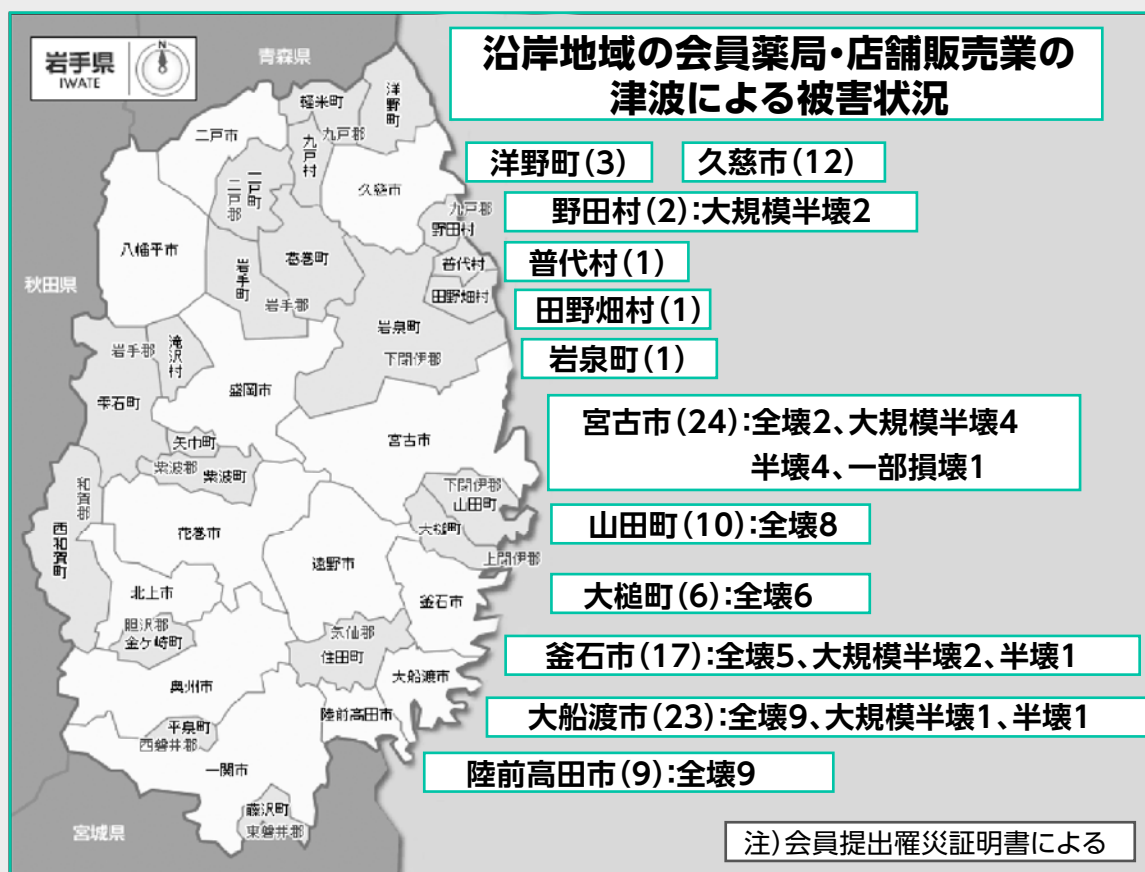 岩手県
IWATE
N
沿岸地域の会員薬局・店舗販売業の
津波による被害状況
洋野町(3)
久慈市(12)
野田村(2):大規模半壊2
普代村(1)
田野畑村(1)
岩泉町(1)
宮古市(24):全壊2、大規模半壊4
半壊4、一部損壊1
山田町(10):全壊8
大槌町(6):全壊6
釜石市(17):全壊5、大規模半壊2、半壊1
大船渡市(23):全壊9、大規模半壊1、半壊1
陸前高田市(9):全壊9
注)会員提出罹災証明書による
青森県
秋田県
宮城県
軽米町
洋野町
二戸市
九戸郡
九戸村
久慈市
一戸町
二戸郡
九戸郡
野田村
八幡平市
葛巻町
岩手町
岩手郡
普代村
田野畑村
岩泉町
下閉伊郡
岩手郡
滝沢村
雫石町
盛岡市
宮古市
矢巾町
紫波郡
紫波町
下閉伊郡
山田町
和賀郡
西和賀町
花巻市
大槌町
上閉伊郡
遠野市
北上市
釜石市
胆沢郡
金ケ崎町
気仙郡
住田町
大船渡市
奥州市
陸前高田市
平泉町
西磐井郡
一関市
藤沢町
東磐井郡